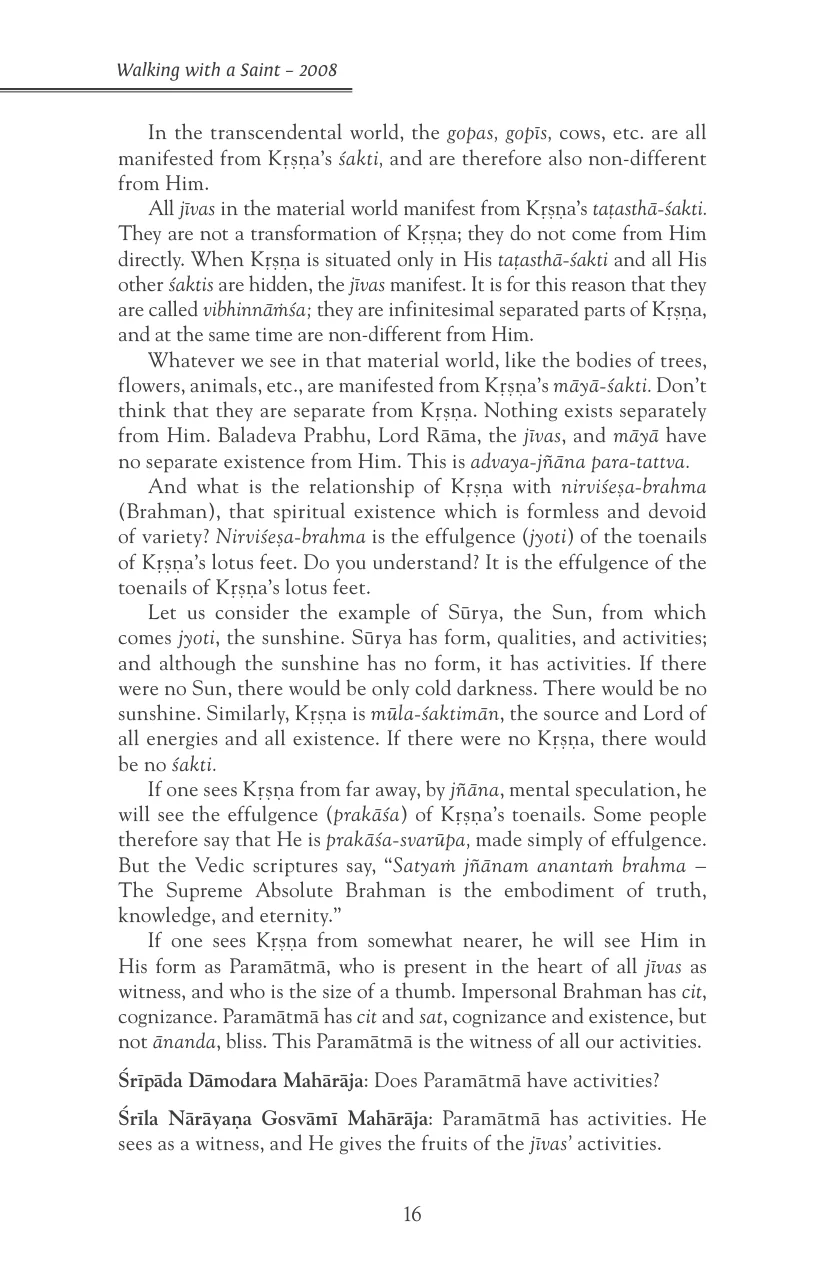 Walking with a Saint – 2008
In the transcendental world, the gopas, gopīs, cows, etc. are all
manifested from Kṛṣṇa’s śakti, and are therefore also non-different
from Him.
All jīvas in the material world manifest from Kṛṣṇa’s taṭasthā-śakti.
They are not a transformation of Kṛṣṇa; they do not come from Him
directly. When Kṛṣṇa is situated only in His taṭasthā-śakti and all His
other śaktis are hidden, the jīvas manifest. It is for this reason that they
are called vibhinnāṁśa; they are infinitesimal separated parts of Kṛṣṇa,
and at the same time are non-different from Him.
Whatever we see in that material world, like the bodies of trees,
flowers, animals, etc., are manifested from Kṛṣṇa’s māyā-śakti. Don’t
think that they are separate from Kṛṣṇa. Nothing exists separately
from Him. Baladeva Prabhu, Lord Rāma, the jīvas, and māyā have
no separate existence from Him. This is advaya-jñāna para-tattva.
And what is the relationship of Kṛṣṇa with nirviśeṣa-brahma
(Brahman), that spiritual existence which is formless and devoid
of variety? Nirviśeṣa-brahma is the effulgence (jyoti) of the toenails
of Kṛṣṇa’s lotus feet. Do you understand? It is the effulgence of the
toenails of Kṛṣṇa’s lotus feet.
Let us consider the example of Sūrya, the Sun, from which
comes jyoti, the sunshine. Sūrya has form, qualities, and activities;
and although the sunshine has no form, it has activities. If there
were no Sun, there would be only cold darkness. There would be no
sunshine. Similarly, Kṛṣṇa is mūla-śaktimān, the source and Lord of
all energies and all existence. If there were no Kṛṣṇa, there would
be no śakti.
If one sees Kṛṣṇa from far away, by jñāna, mental speculation, he
will see the effulgence (prakāśa) of Kṛṣṇa’s toenails. Some people
therefore say that He is prakāśa-svarūpa, made simply of effulgence.
But the Vedic scriptures say, “Satyaṁ jñānam anantaṁ brahma –
The Supreme Absolute Brahman is the embodiment of truth,
knowledge, and eternity.”
If one sees Kṛṣṇa from somewhat nearer, he will see Him in
His form as Paramātmā, who is present in the heart of all jīvas as
witness, and who is the size of a thumb. Impersonal Brahman has cit,
cognizance. Paramātmā has cit and sat, cognizance and existence, but
not ānanda, bliss. This Paramātmā is the witness of all our activities.
Śrīpāda Dāmodara Mahārāja: Does Paramātmā have activities?
Śrīla Nārāyaṇa Gosvāmī Mahārāja: Paramātmā has activities. He
sees as a witness, and He gives the fruits of the jīvas’ activities.
16